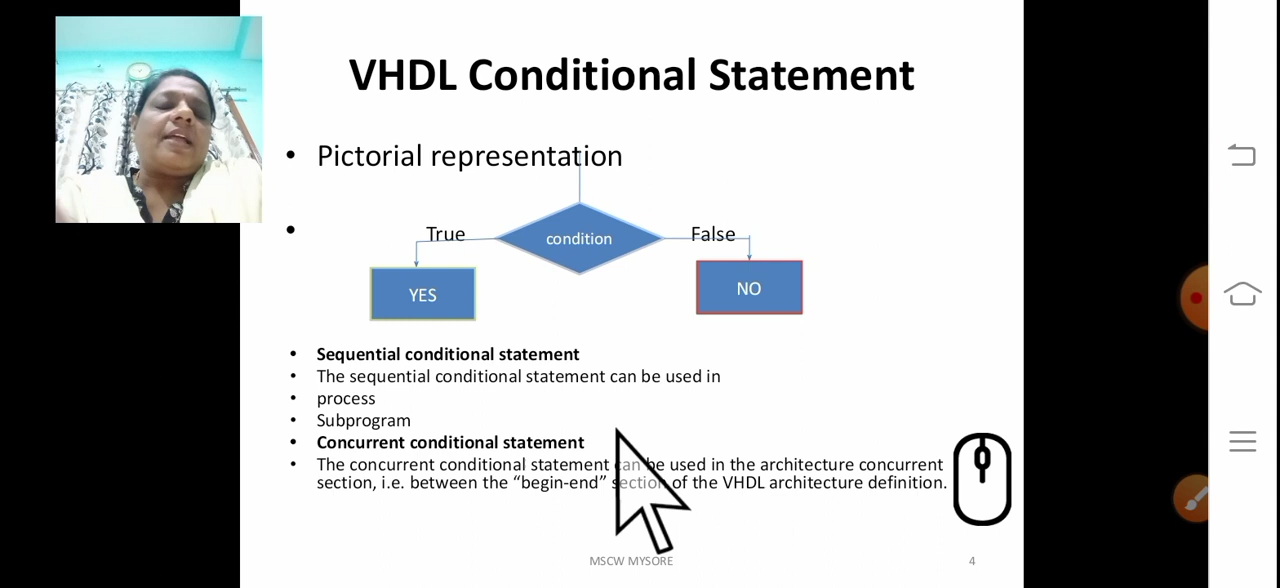 VHDL Conditional Statement
• Pictorial representation
•
True
condition
False
YES
NO
• Sequential conditional statement
• The sequential conditional statement can be used in
• process
• Subprogram
• Concurrent conditional statement
• The concurrent conditional statement can be used in the architecture concurrent
section, i.e. between the “begin-end” section of the VHDL architecture definition.
MSCW MYSORE
4